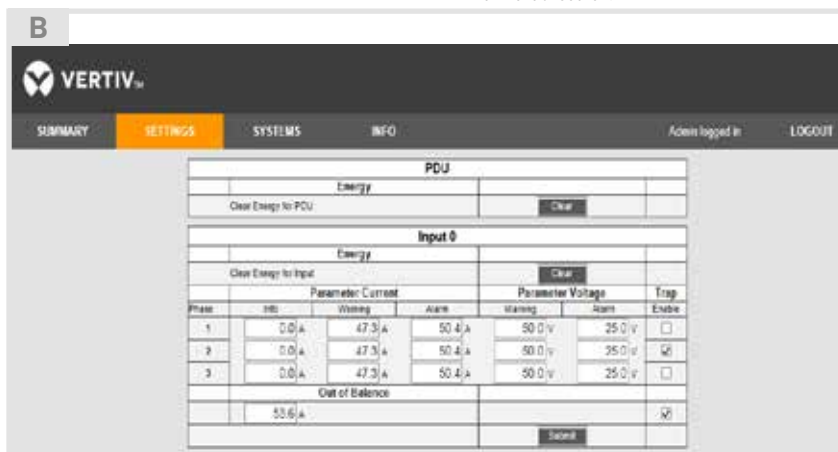 B
VERTIV™
SUMMARY SETTINGS SYSTEMS INFO Admin logged in LOGOUT
PDU
Energy
Clear Energy for PDU Clear
Input 0
Energy
Clear Energy for Input Clear
Parameter Current Parameter Voltage Trap
Phase Info Warning Alarm Warning Alarm Enable
1 0.0 A 47.3 A 50.4 A 50.0 V 25.0 V
2 0.0 A 47.3 A 50.4 A 50.0 V 25.0 V
3 0.0 A 47.3 A 50.4 A 50.0 V 25.0 V
Out of Balance
53.6 A
Submit